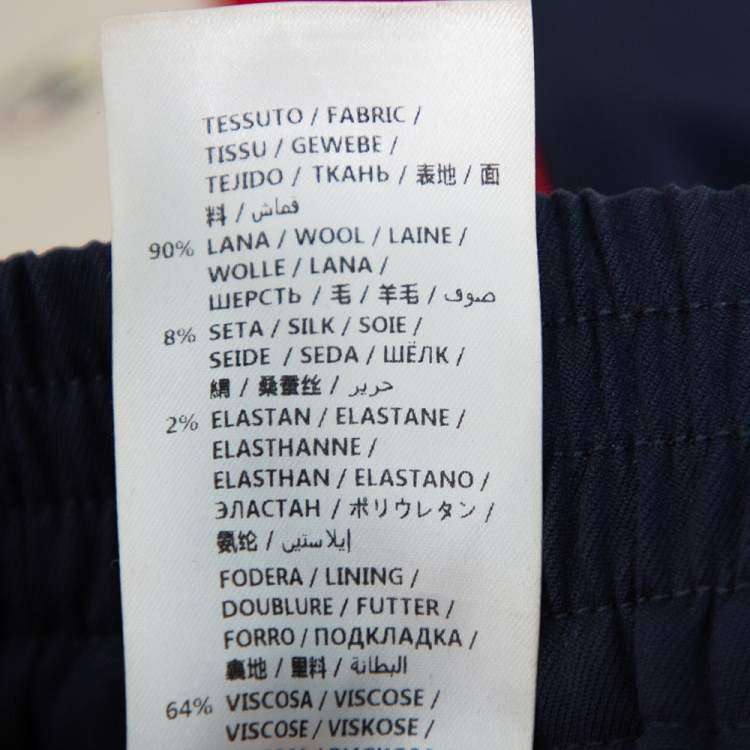 TESSUTO / FABRIC /
TISSU / GEWEBE /
TEJIDO / ТКАНЬ / 表地 / 面
料 / قماش
90% LANA / WOOL / LAINE /
WOLLE / LANA /
ШЕРСТЬ / 毛 / 羊毛 / صوف
8% SETA / SILK / SOIE /
SEIDE / SEDA / ШЁЛК /
絹 / 桑蚕丝 / حرير
2% ELASTAN / ELASTANE /
ELASTHANNE /
ELASTHAN / ELASTANO /
ЭЛАСТАН / ポリウレタン /
氨纶 / إيلاستين
FODERA / LINING /
DOUBLURE / FUTTER /
FORRO / ПОДКЛАДКА /
裏地 / 里料 / البطانة
64% VISCOSA / VISCOSE /
VISCOSE / VISKOSE /